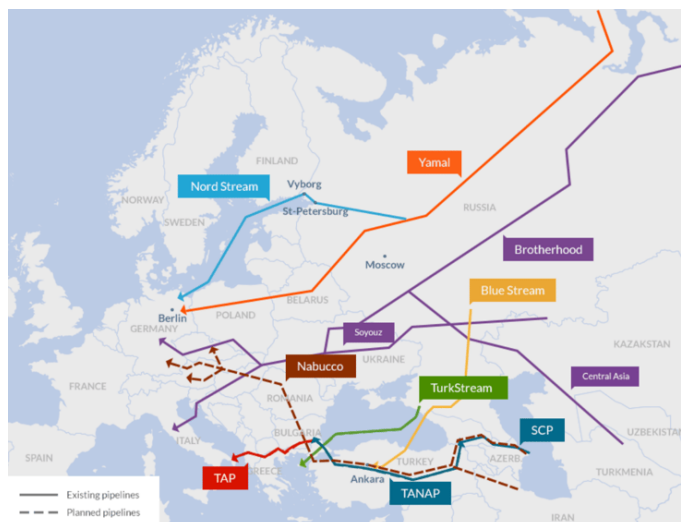 FINLAND
Yamal
Nord Stream
Vyborg
NORWAY
St-Petersburg
RUSSIA
SWEDEN
Brotherhood
Moscow
Blue Stream
BELARUS
Berlin
POLAND
GERMANY
Soyouz
KAZAKHSTAN
Nabucco
UKRAINE
Central Asia
FRANCE
TurkStream
ROMANIA
SCP
BULGARIA
UZBEKISTAN
ITALY
SPAIN
TAP
GREECE
TURKEY
AZERB.
TURKMENIA
Ankara
TANAP
Existing pipelines
Planned pipelines
IRAN